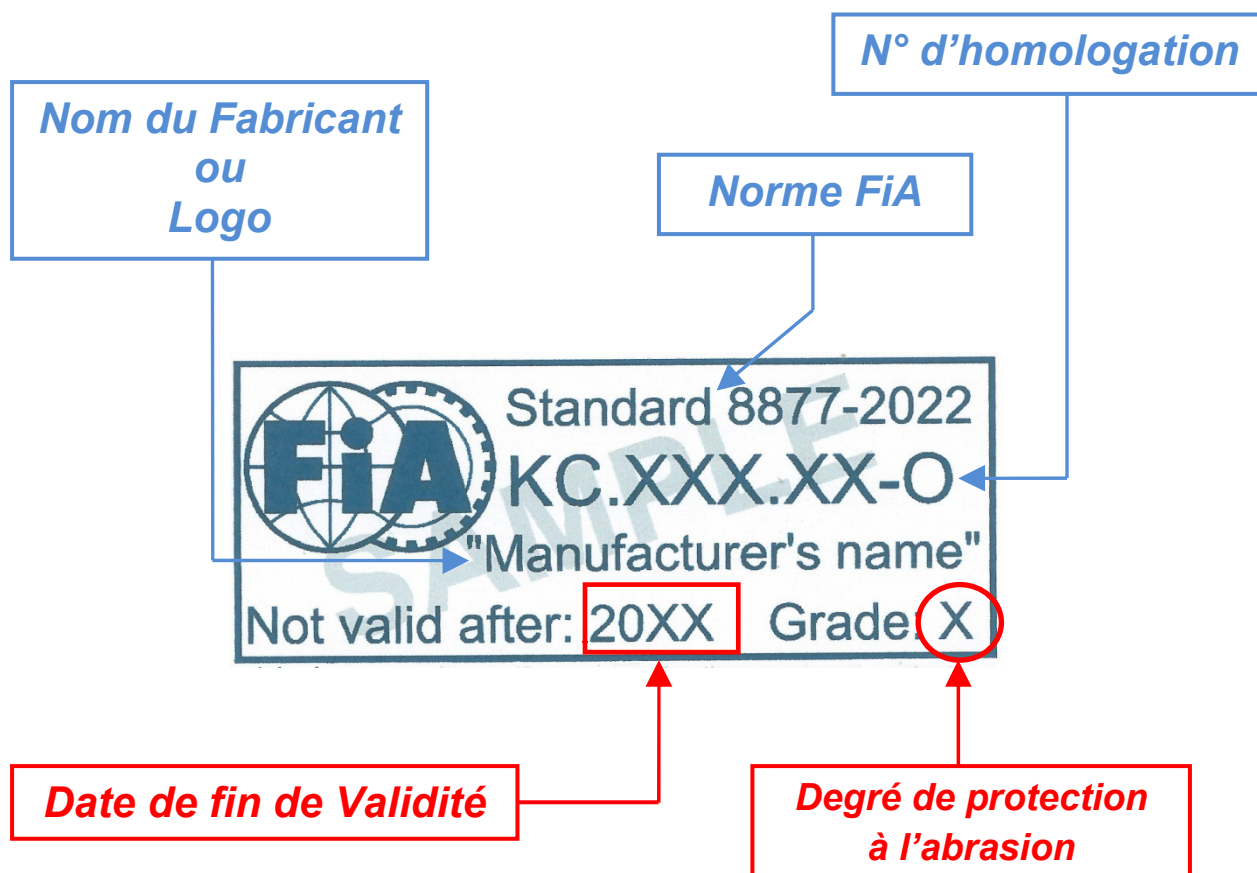 N° d’homologation
Nom du Fabricant
ou
Logo
Norme FiA
FiA
Standard 8877-2022
KC.XXX.XX-O
"Manufacturer's name"
Not valid after: 20XX Grade: X
SAMPLE
Date de fin de Validité
Degré de protection
à l’abrasion